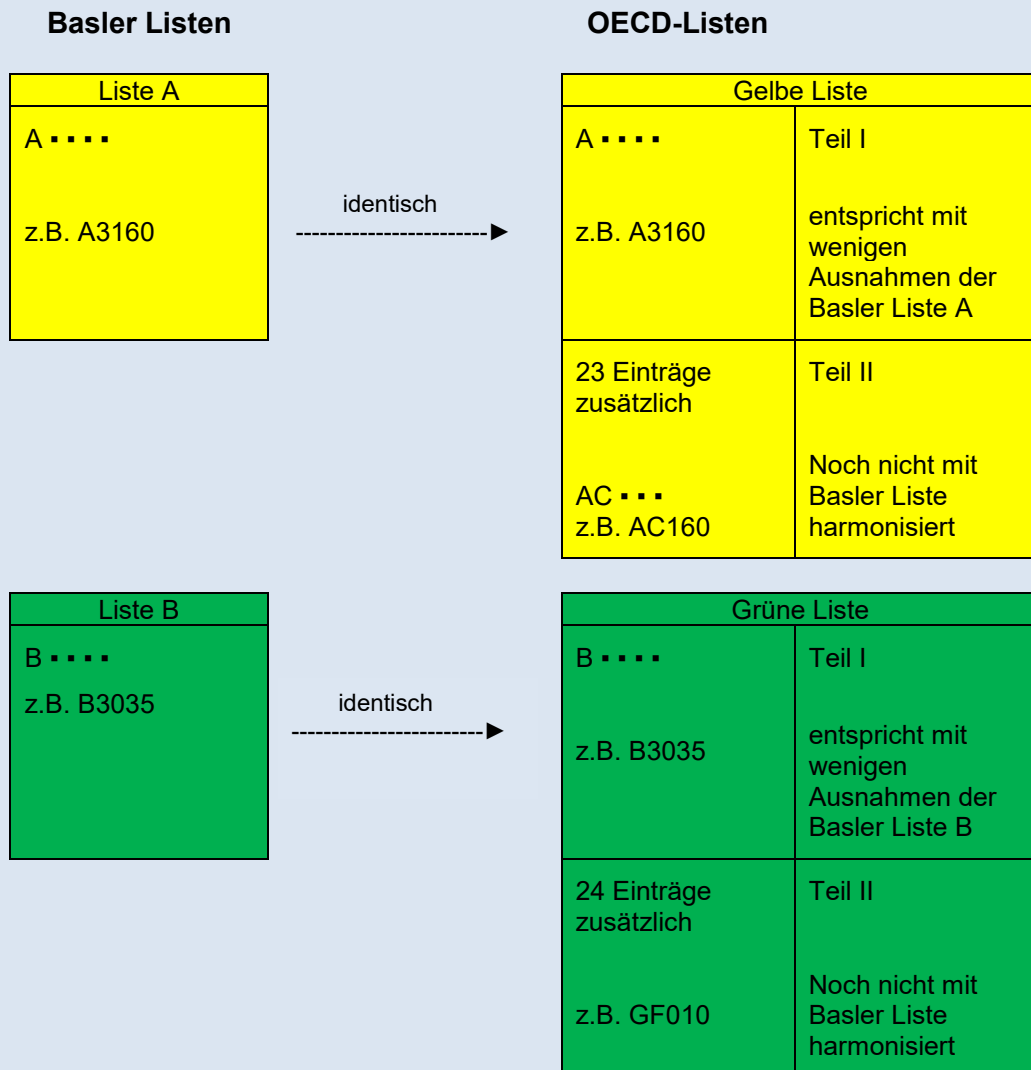 Basler Listen
OECD-Listen
Liste A
A ▪ ▪ ▪ ▪
z.B. A3160
identisch
------------------------►
Gelbe Liste
A ▪ ▪ ▪ ▪
Teil I
z.B. A3160
entspricht mit
wenigen
Ausnahmen der
Basler Liste A
23 Einträge
zusätzlich
Teil II
AC ▪ ▪ ▪
z.B. AC160
Noch nicht mit
Basler Liste
harmonisiert
Liste B
B ▪ ▪ ▪ ▪
z.B. B3035
identisch
------------------------►
Grüne Liste
B ▪ ▪ ▪ ▪
Teil I
z.B. B3035
entspricht mit
wenigen
Ausnahmen der
Basler Liste B
24 Einträge
zusätzlich
Teil II
z.B. GF010
Noch nicht mit
Basler Liste
harmonisiert